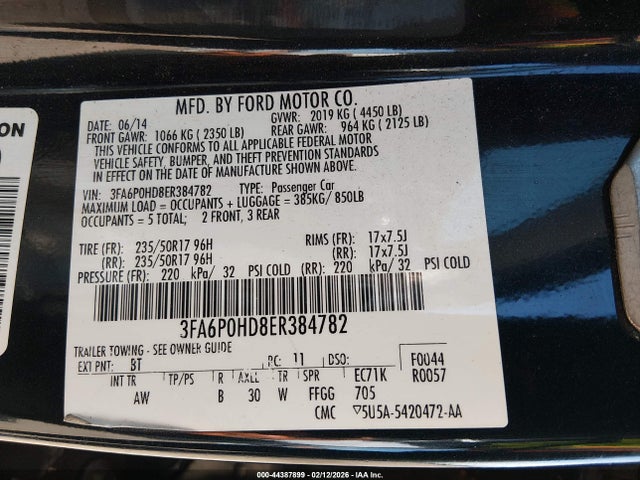 ON
MFD. BY FORD MOTOR CO.
DATE: 06/14 GVWR: 2019 KG ( 4450 LB)
FRONT GAWR: 1066 KG ( 2350 LB) REAR GAWR: 964 KG ( 2125 LB)
THIS VEHICLE CONFORMS TO ALL APPLICABLE FEDERAL MOTOR
VEHICLE SAFETY, BUMPER, AND THEFT PREVENTION STANDARDS IN
EFFECT ON THE DATE OF MANUFACTURE SHOWN ABOVE.
VIN: 3FA6P0HD8ER384782 TYPE: Passenger Car
MAXIMUM LOAD = OCCUPANTS + LUGGAGE = 385KG/ 850LB
OCCUPANTS = 5 TOTAL; 2 FRONT, 3 REAR
TIRE (FR): 235/50R17 96H RIMS (FR): 17x7.5J
(RR): 235/50R17 96H (RR): 17x7.5J
PRESSURE (FR): 220 kPa/ 32 PSI COLD (RR): 220 kPa/ 32 PSI COLD
3FA6P0HD8ER384782
TRAILER TOWING - SEE OWNER GUIDE
EXT PNT: BT RC: 11 DSO: F0044
INT TR TP/PS R AXLE TR SPR EC71K R0057
AW B 30 W FFGG 705
CMC ▽5U5A-5420472-AA
000-44387899 - 02/12/2026 - IAA Inc.